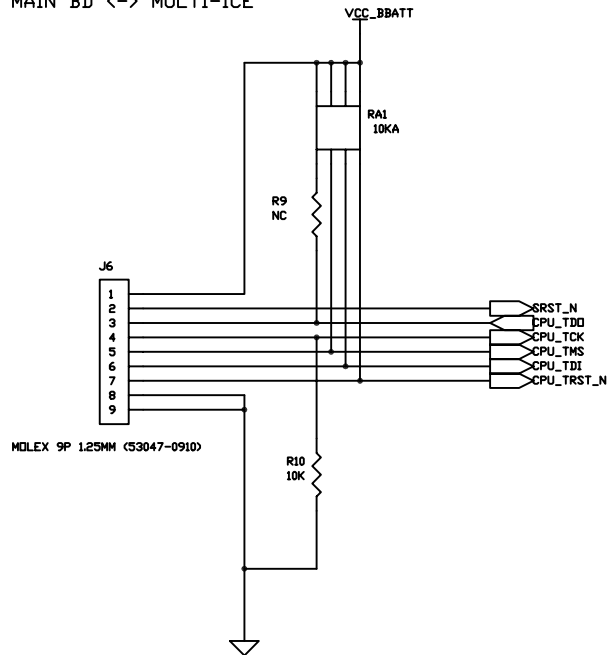 MAIN BD <-> MULTI-ICE
VCC_BBATT
RA1
10KA
R9
NC
J6
1
2
3
4
5
6
7
8
9
SRST_N
CPU_TDO
CPU_TCK
CPU_TMS
CPU_TDI
CPU_TRST_N
MOLEX 9P 1.25MM (53047-0910)
R10
10K